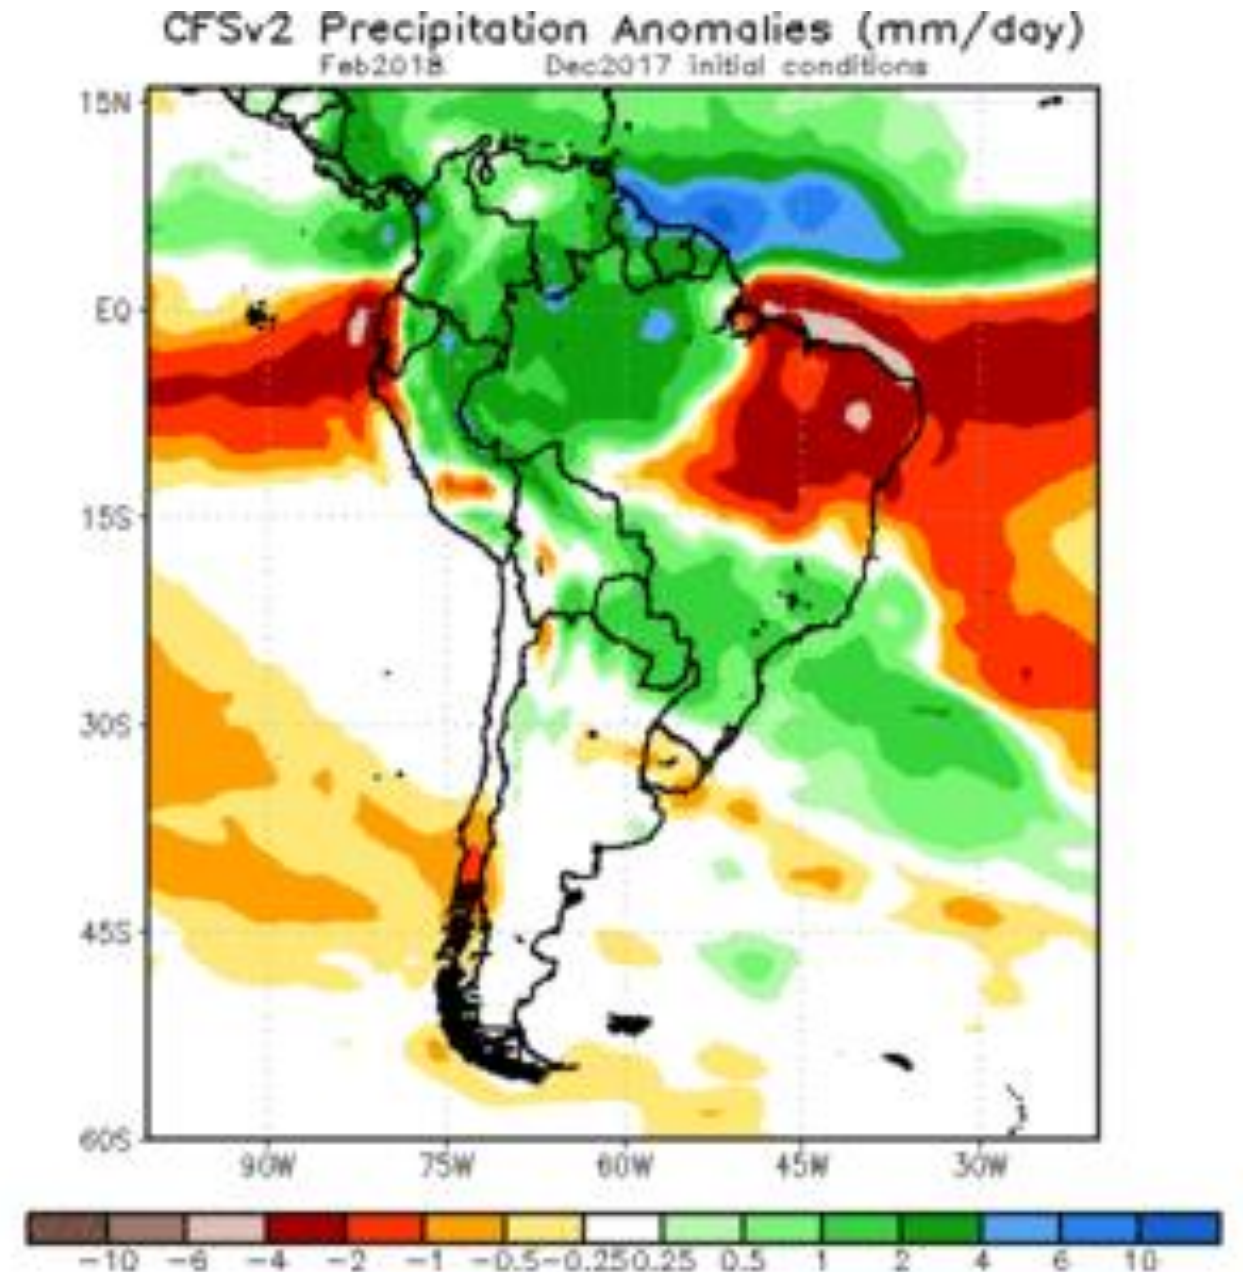 CFSv2 Precipitation Anomalies (mm/day)
Feb2018 Dec2017 initial conditions
15N
EQ
15S
30S
45S
60S
90W 75W 60W 45W 30W
-10 -6 -4 -2 -1 -0.5 -0.25 0.25 0.5 1 2 4 6 10